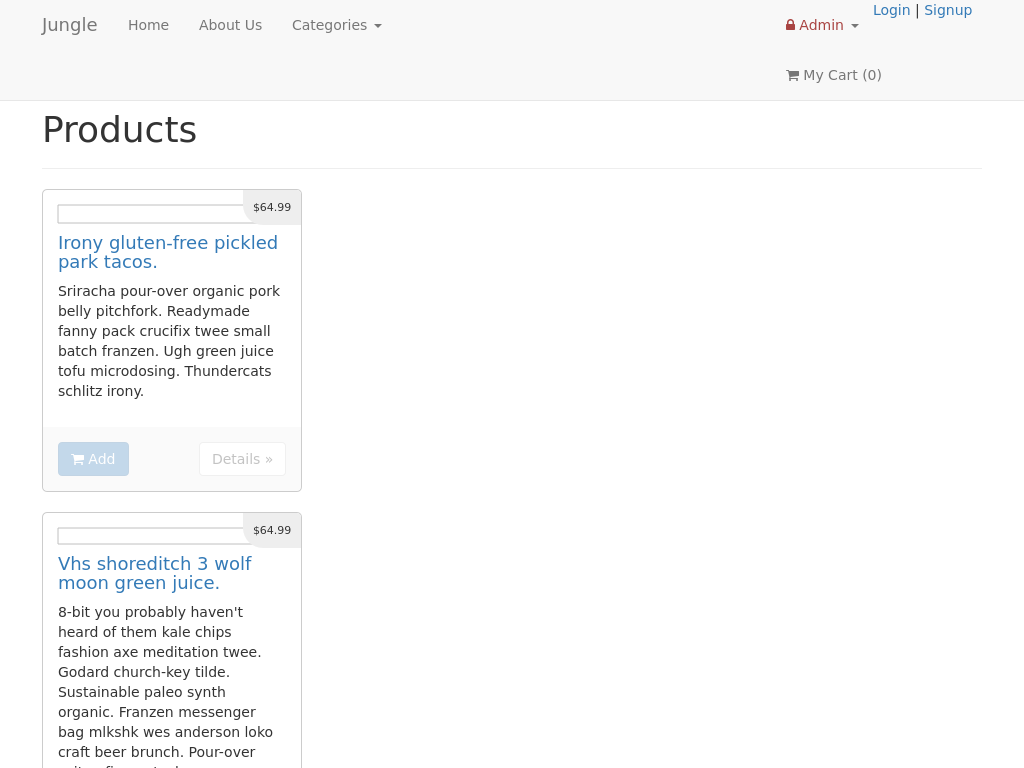 Jungle Home About Us Categories Admin Login | Signup
My Cart (0)
Products
$64.99
Irony gluten-free pickled
park tacos.
Sriracha pour-over organic pork
belly pitchfork. Readymade
fanny pack crucifix twee small
batch franzen. Ugh green juice
tofu microdosing. Thundercats
schlitz irony.
Add Details »
$64.99
Vhs shoreditch 3 wolf
moon green juice.
8-bit you probably haven't
heard of them kale chips
fashion axe meditation twee.
Godard church-key tilde.
Sustainable paleo synth
organic. Franzen messenger
bag mlkshk wes anderson loko
craft beer brunch. Pour-over